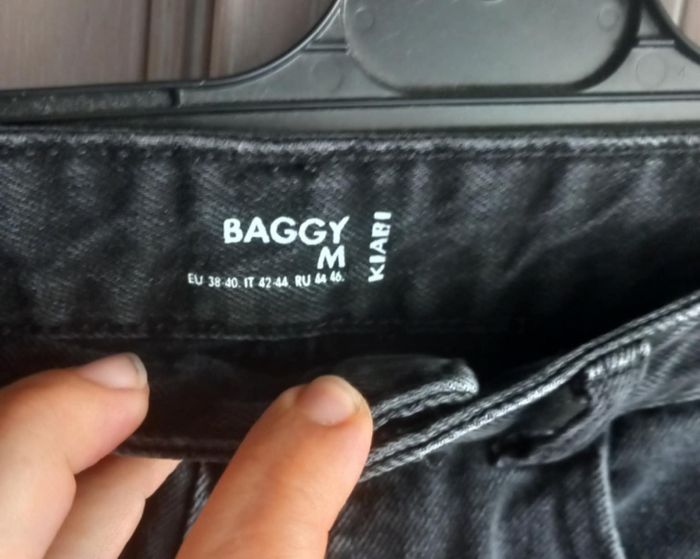 BAGGY
M
EU 38-40. IT 42-44. RU 44 46.
KIABI